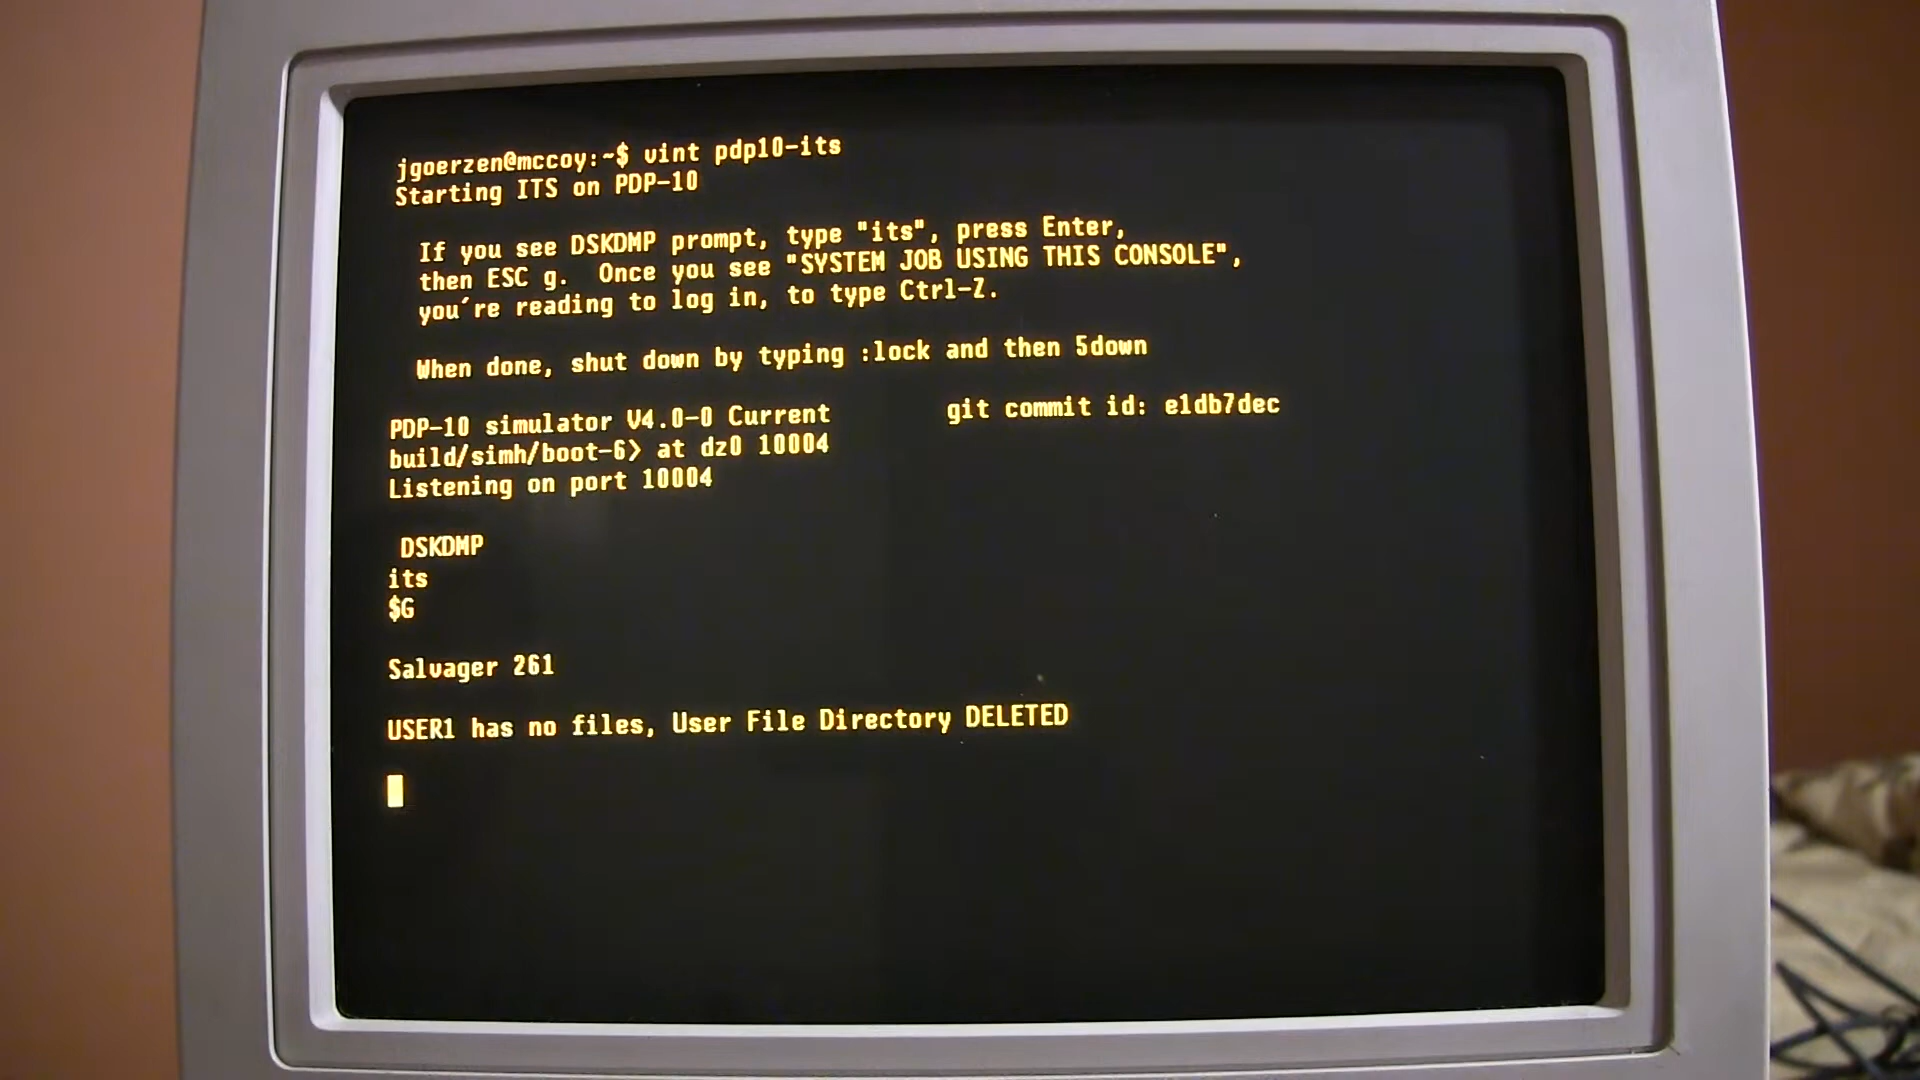 jgoerzen@mccoy:~$ vint pdp10-its
Starting ITS on PDP-10
If you see DSKDMP prompt, type "its", press Enter,
then ESC g.  Once you see "SYSTEM JOB USING THIS CONSOLE",
you're reading to log in, to type Ctrl-Z.
When done, shut down by typing :lock and then 5down
PDP-10 simulator V4.0-0 Current        git commit id: e1db7dec
build/simh/boot-6> at dz0 10004
Listening on port 10004
DSKDMP
its
$G
Salvager 261
USER1 has no files, User File Directory DELETED